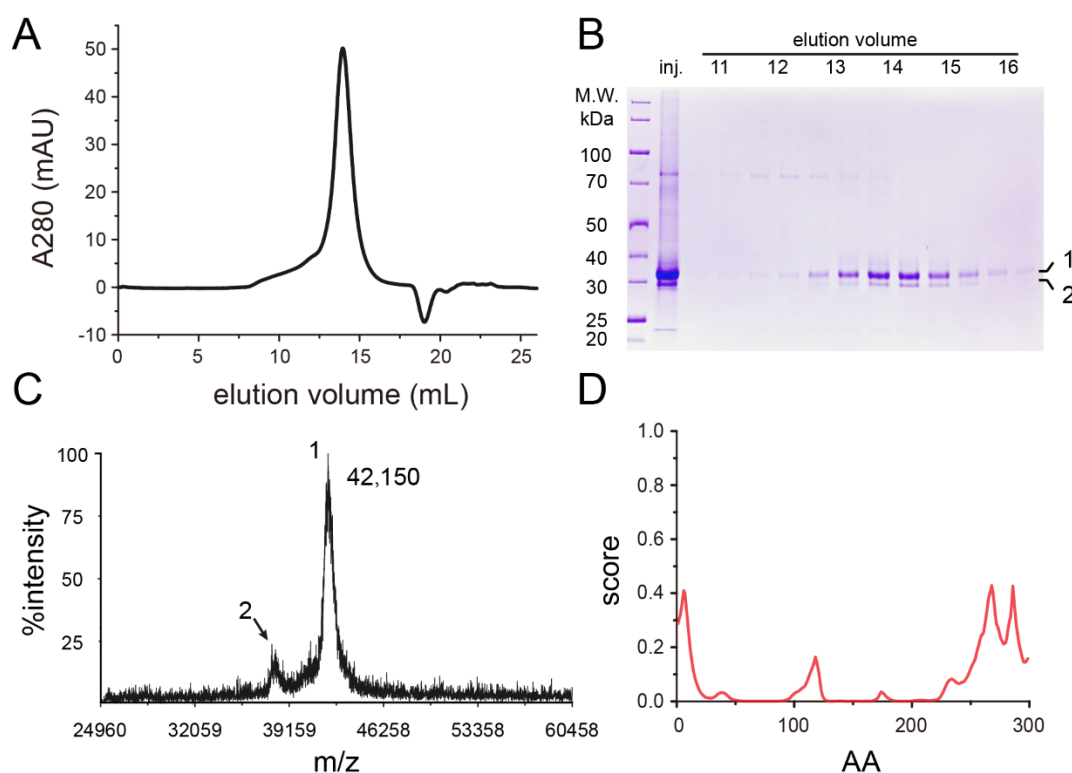 A
50
40
30
20
10
0
-10
A280 (mAU)
0 5 10 15 20 25
elution volume (mL)
B
elution volume
inj. 11 12 13 14 15 16
M.W.
kDa
100
70
50
40
30
25
20
1
2
C
100
75
50
25
%intensity
1
42,150
2
24960 32059 39159 46258 53358 60458
m/z
D
1.0
0.8
0.6
0.4
0.2
0.0
score
0 100 200 300
AA